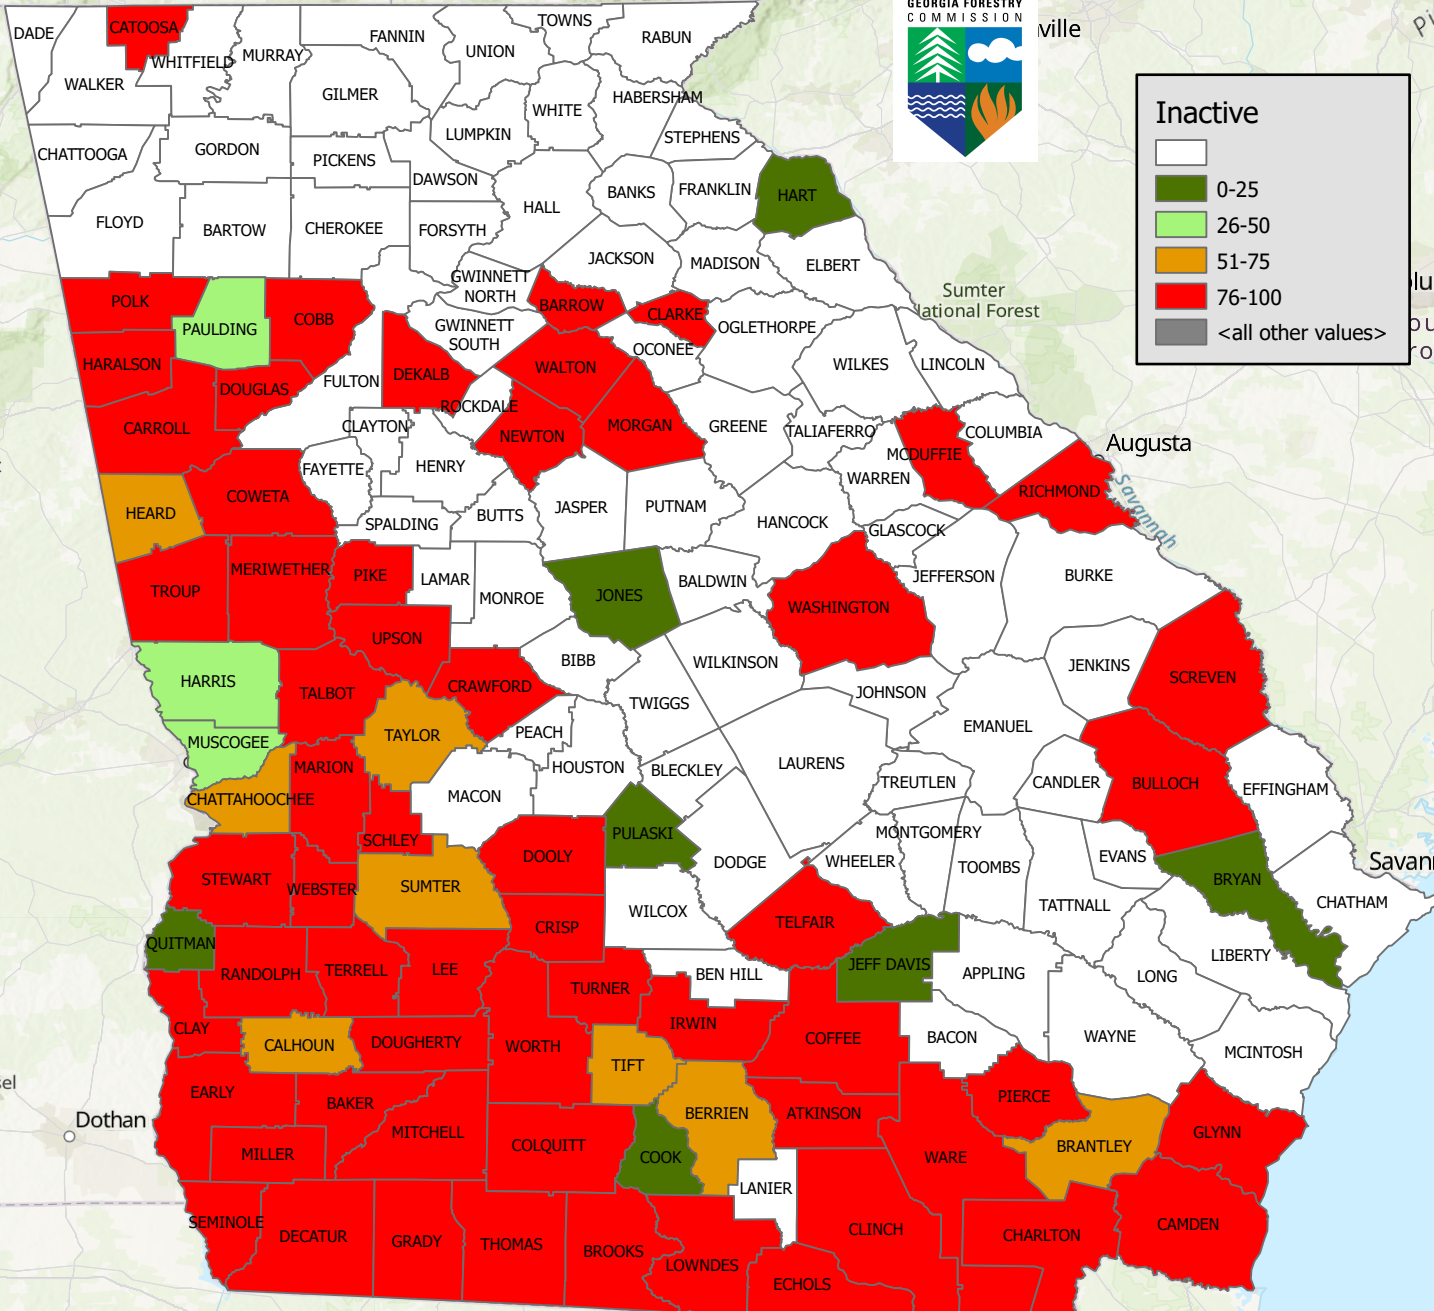 GEORGIA FORESTRY
COMMISSION
ville
Inactive
0-25
26-50
51-75
76-100
<all other values>
DADE
CATOOSA
WHITFIELD
MURRAY
FANNIN
UNION
TOWNS
RABUN
WALKER
GILMER
WHITE
HABERSHAM
LUMPKIN
STEPHENS
CHATTOOGA
GORDON
PICKENS
DAWSON
BANKS
FRANKLIN
HART
FLOYD
BARTOW
CHEROKEE
FORSYTH
HALL
JACKSON
MADISON
ELBERT
GWINNETT
NORTH
Sumter
National Forest
POLK
PAULDING
COBB
BARROW
CLARKE
OGLETHORPE
GWINNETT
SOUTH
OCONEE
WILKES
LINCOLN
HARALSON
DOUGLAS
FULTON
DEKALB
WALTON
ROCKDALE
CARROLL
CLAYTON
NEWTON
MORGAN
GREENE
TALIAFERRO
COLUMBIA
Augusta
MCDUFFIE
FAYETTE
HENRY
WARREN
RICHMOND
Savannah
HEARD
COWETA
SPALDING
BUTTS
JASPER
PUTNAM
HANCOCK
GLASCOCK
TROUP
MERIWETHER
PIKE
LAMAR
MONROE
JONES
BALDWIN
WASHINGTON
JEFFERSON
BURKE
UPSON
BIBB
WILKINSON
JENKINS
SCREVEN
HARRIS
TALBOT
CRAWFORD
TWIGGS
JOHNSON
EMANUEL
MUSCOGEE
TAYLOR
PEACH
HOUSTON
BLECKLEY
LAURENS
TREUTLEN
CANDLER
BULLOCH
EFFINGHAM
CHATTAHOOCHEE
MARION
MACON
SCHLEY
DOOLY
PULASKI
DODGE
WHEELER
MONTGOMERY
TOOMBS
EVANS
Savann
STEWART
WEBSTER
SUMTER
CRISP
WILCOX
TELFAIR
TATTNALL
BRYAN
CHATHAM
QUITMAN
RANDOLPH
TERRELL
LEE
TURNER
BEN HILL
JEFF DAVIS
APPLING
LONG
LIBERTY
CLAY
CALHOUN
DOUGHERTY
WORTH
IRWIN
COFFEE
BACON
WAYNE
MCINTOSH
TIFT
sel
EARLY
BAKER
MITCHELL
BERRIEN
ATKINSON
PIERCE
Dothan
MILLER
COLQUITT
COOK
WARE
BRANTLEY
GLYNN
LANIER
SEMINOLE
DECATUR
GRADY
THOMAS
BROOKS
LOWNDES
ECHOLS
CLINCH
CHARLTON
CAMDEN